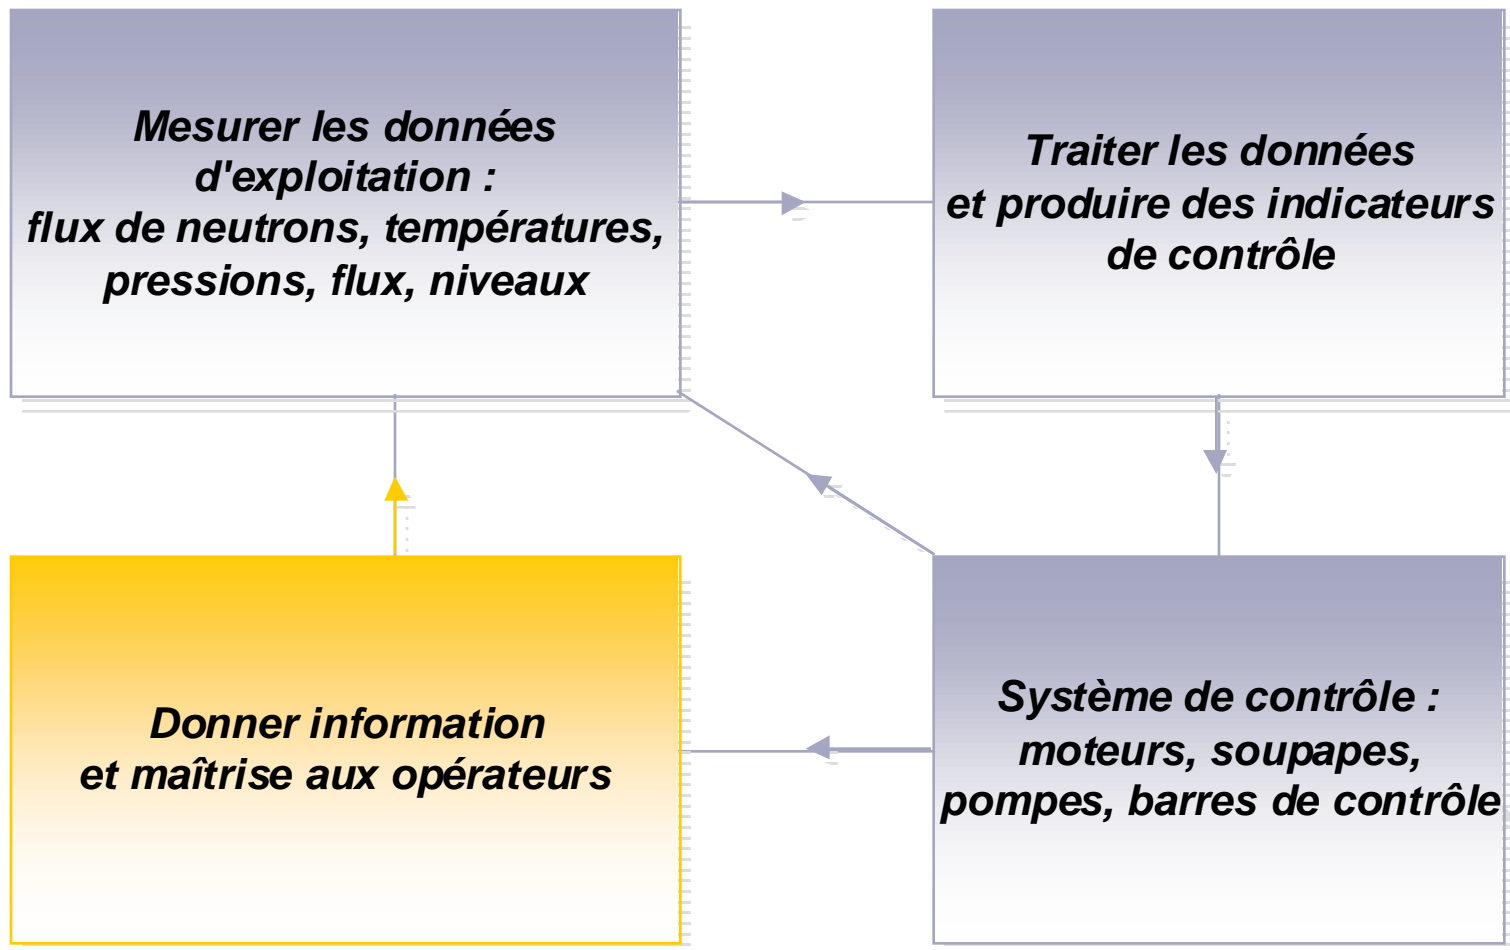 Mesurer les données
d'exploitation :
flux de neutrons, températures,
pressions, flux, niveaux
Traiter les données
et produire des indicateurs
de contrôle
Donner information
et maîtrise aux opérateurs
Système de contrôle :
moteurs, soupapes,
pompes, barres de contrôle